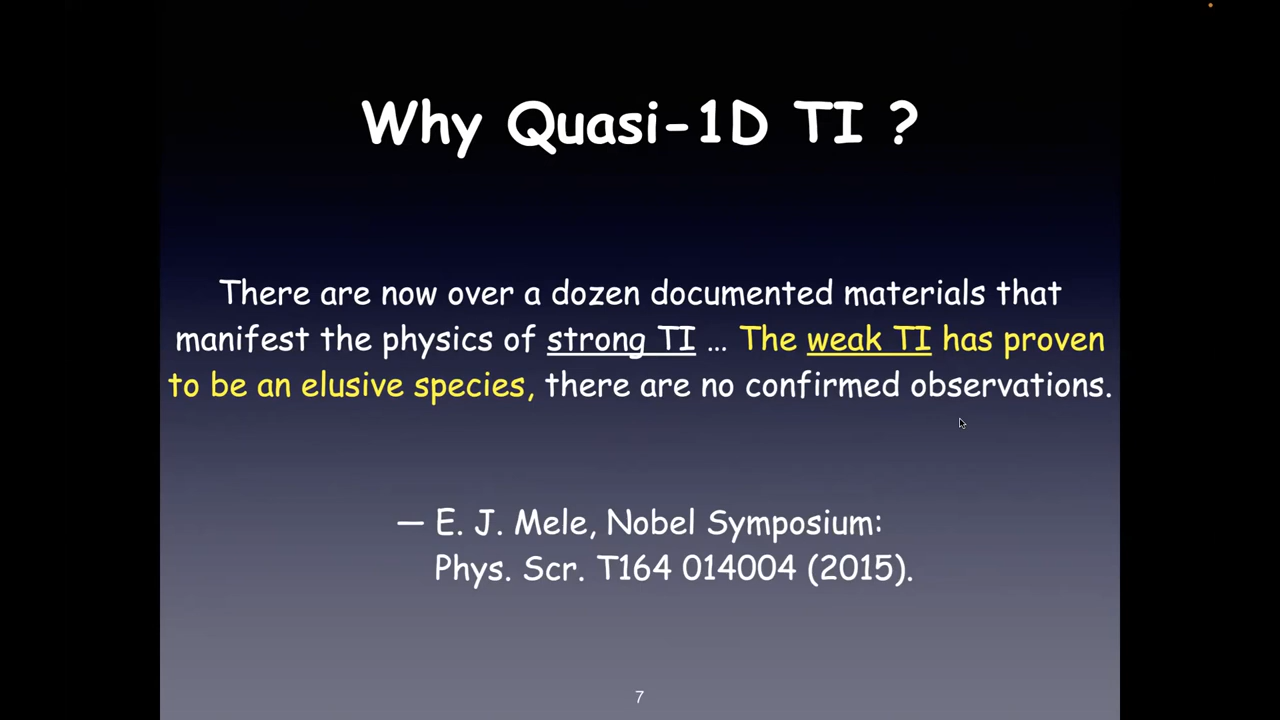 Why Quasi-1D TI ?
There are now over a dozen documented materials that
manifest the physics of strong TI ... The weak TI has proven
to be an elusive species, there are no confirmed observations.
— E. J. Mele, Nobel Symposium:
Phys. Scr. T164 014004 (2015).
7